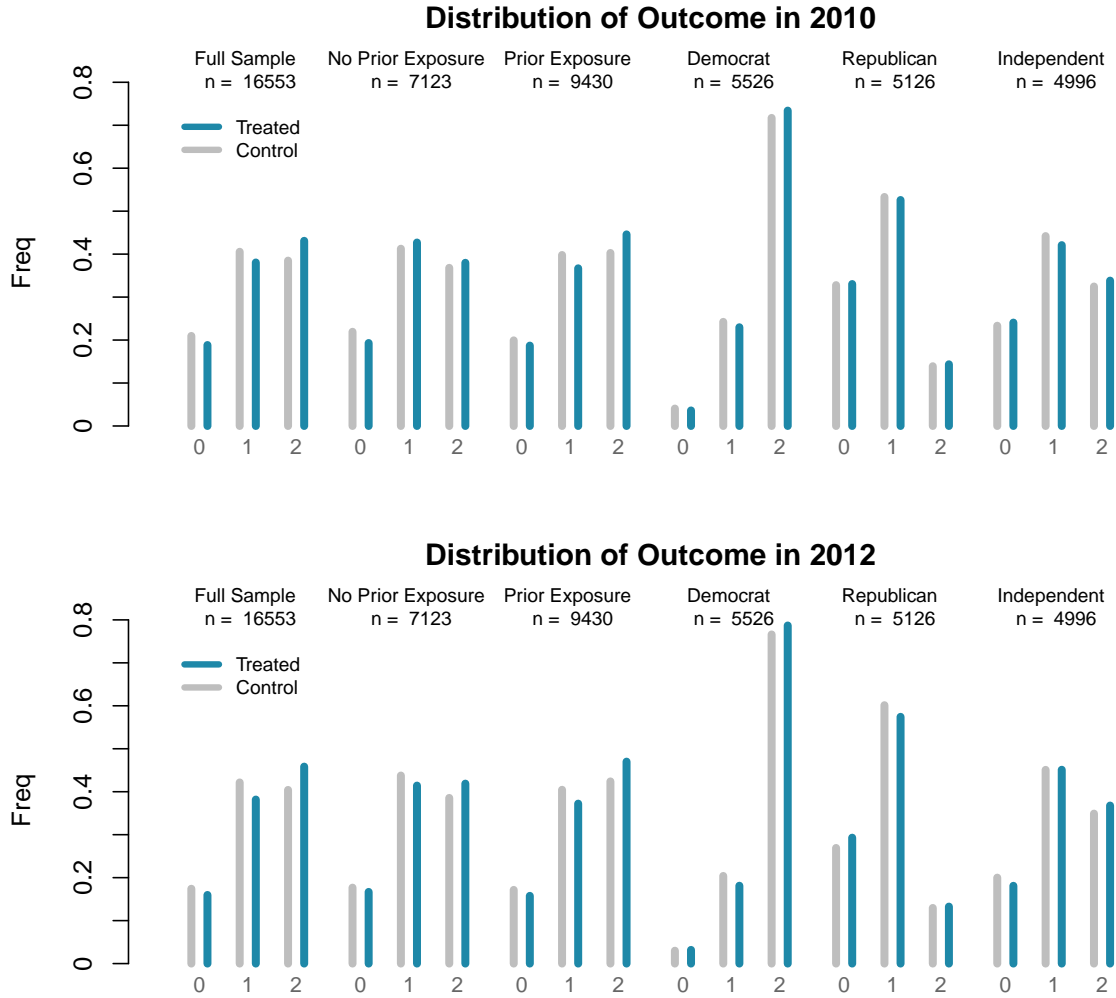 Distribution of Outcome in 2010
Full Sample No Prior Exposure Prior Exposure Democrat Republican Independent
n = 16553 n = 7123 n = 9430 n = 5526 n = 5126 n = 4996
Treated
Control
Freq
0.8
0.6
0.4
0.2
0
0 1 2 0 1 2 0 1 2 0 1 2 0 1 2 0 1 2
Distribution of Outcome in 2012
Full Sample No Prior Exposure Prior Exposure Democrat Republican Independent
n = 16553 n = 7123 n = 9430 n = 5526 n = 5126 n = 4996
Treated
Control
Freq
0.8
0.6
0.4
0.2
0
0 1 2 0 1 2 0 1 2 0 1 2 0 1 2 0 1 2